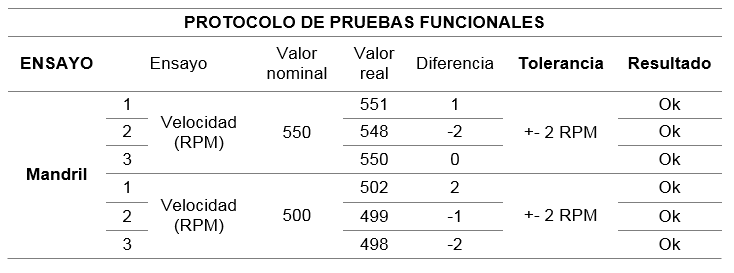 PROTOCOLO DE PRUEBAS FUNCIONALES
ENSAYO Ensayo Valor nominal Valor real Diferencia Tolerancia Resultado
Mandril
Velocidad (RPM) 550 +- 2 RPM
1 551 1 Ok
2 548 -2 Ok
3 550 0 Ok
Velocidad (RPM) 500 +- 2 RPM
1 502 2 Ok
2 499 -1 Ok
3 498 -2 Ok